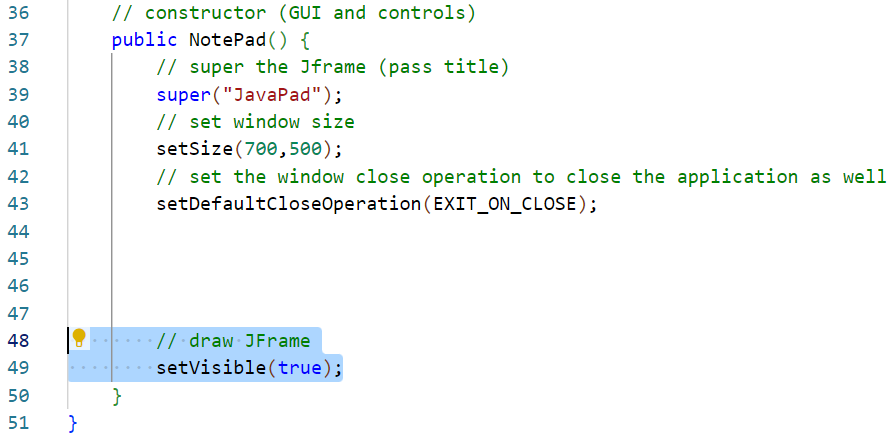 36 // constructor (GUI and controls)
37 public NotePad() {
38 // super the Jframe (pass title)
39 super("JavaPad");
40 // set window size
41 setSize(700,500);
42 // set the window close operation to close the application as well
43 setDefaultCloseOperation(EXIT_ON_CLOSE);
44
45
46
47
48 // draw JFrame
49 setVisible(true);
50 }
51 }